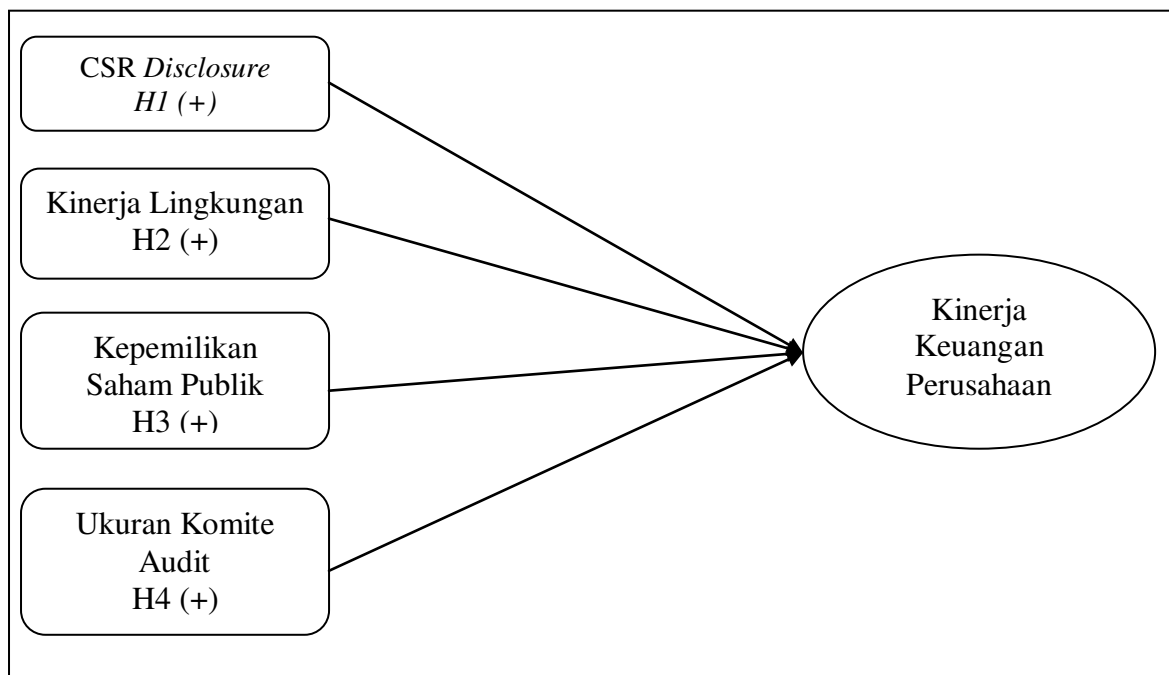 CSR Disclosure
H1 (+)
Kinerja Lingkungan
H2 (+)
Kepemilikan
Saham Publik
H3 (+)
Ukuran Komite
Audit
H4 (+)
Kinerja
Keuangan
Perusahaan